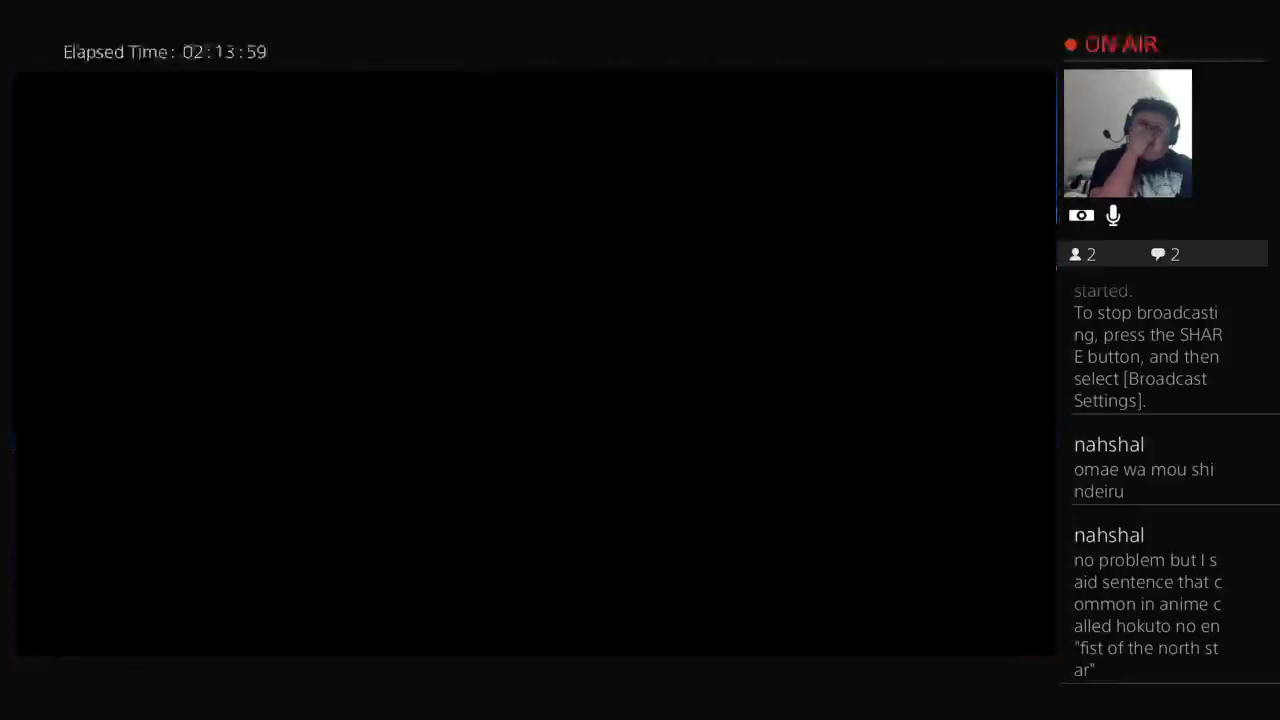 Elapsed Time: 02:13:59
ON AIR
2
2
started.
To stop broadcasti
ng, press the SHAR
E button, and then
select [Broadcast
Settings].
nahshal
omae wa mou shi
ndeiru
nahshal
no problem but I s
aid sentence that c
ommon in anime c
alled hokuto no en
"fist of the north st
ar"